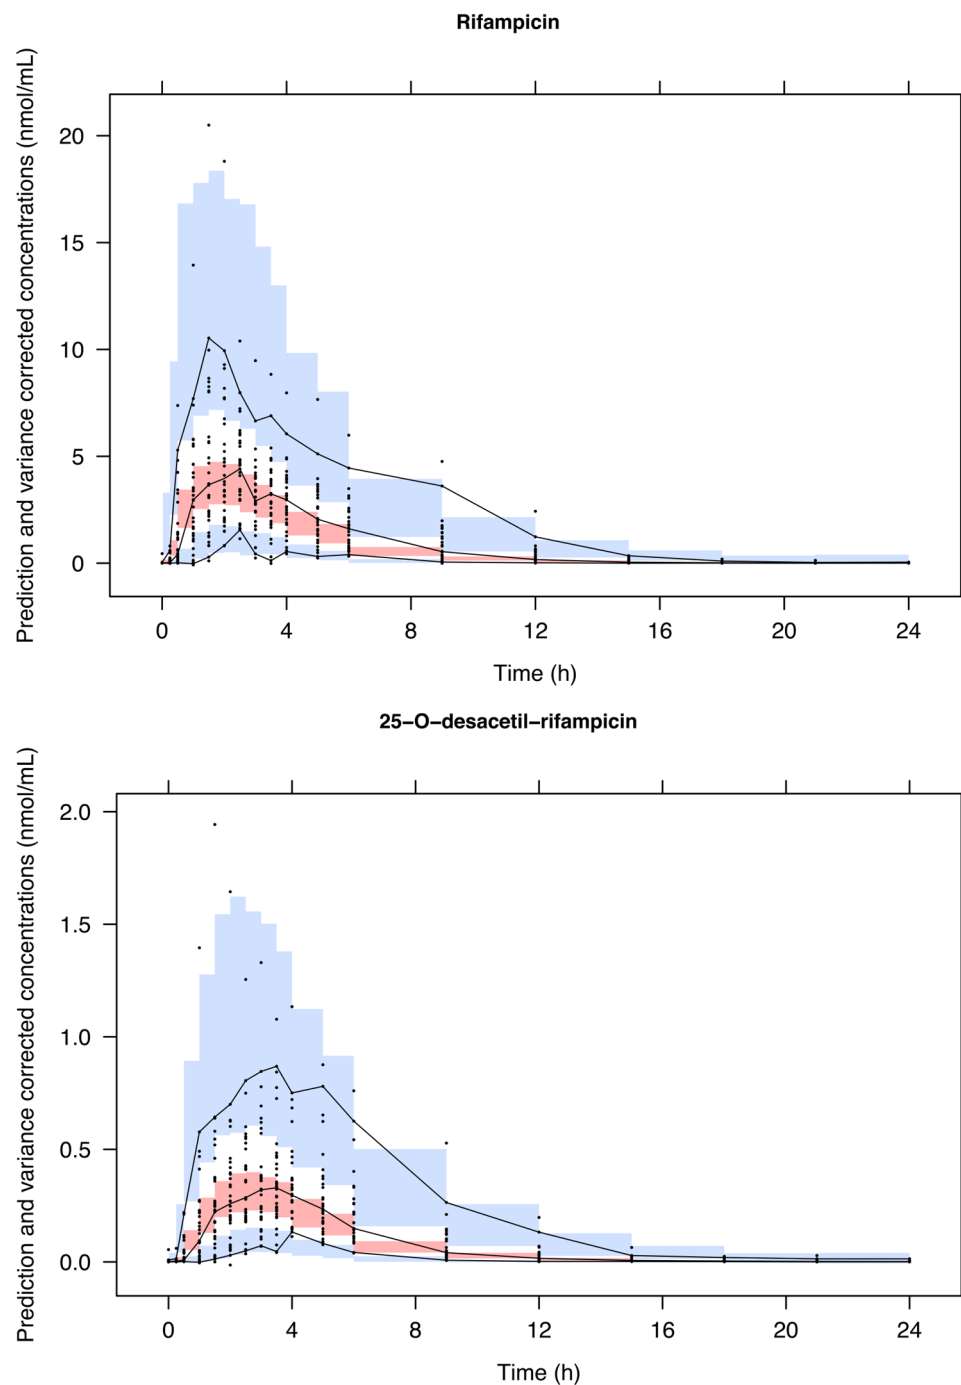 Rifampicin
Prediction and variance corrected concentrations (nmol/mL)
20
15
10
5
0
0 4 8 12 16 20 24
Time (h)
25−O−desacetil−rifampicin
Prediction and variance corrected concentrations (nmol/mL)
2.0
1.5
1.0
0.5
0.0
0 4 8 12 16 20 24
Time (h)